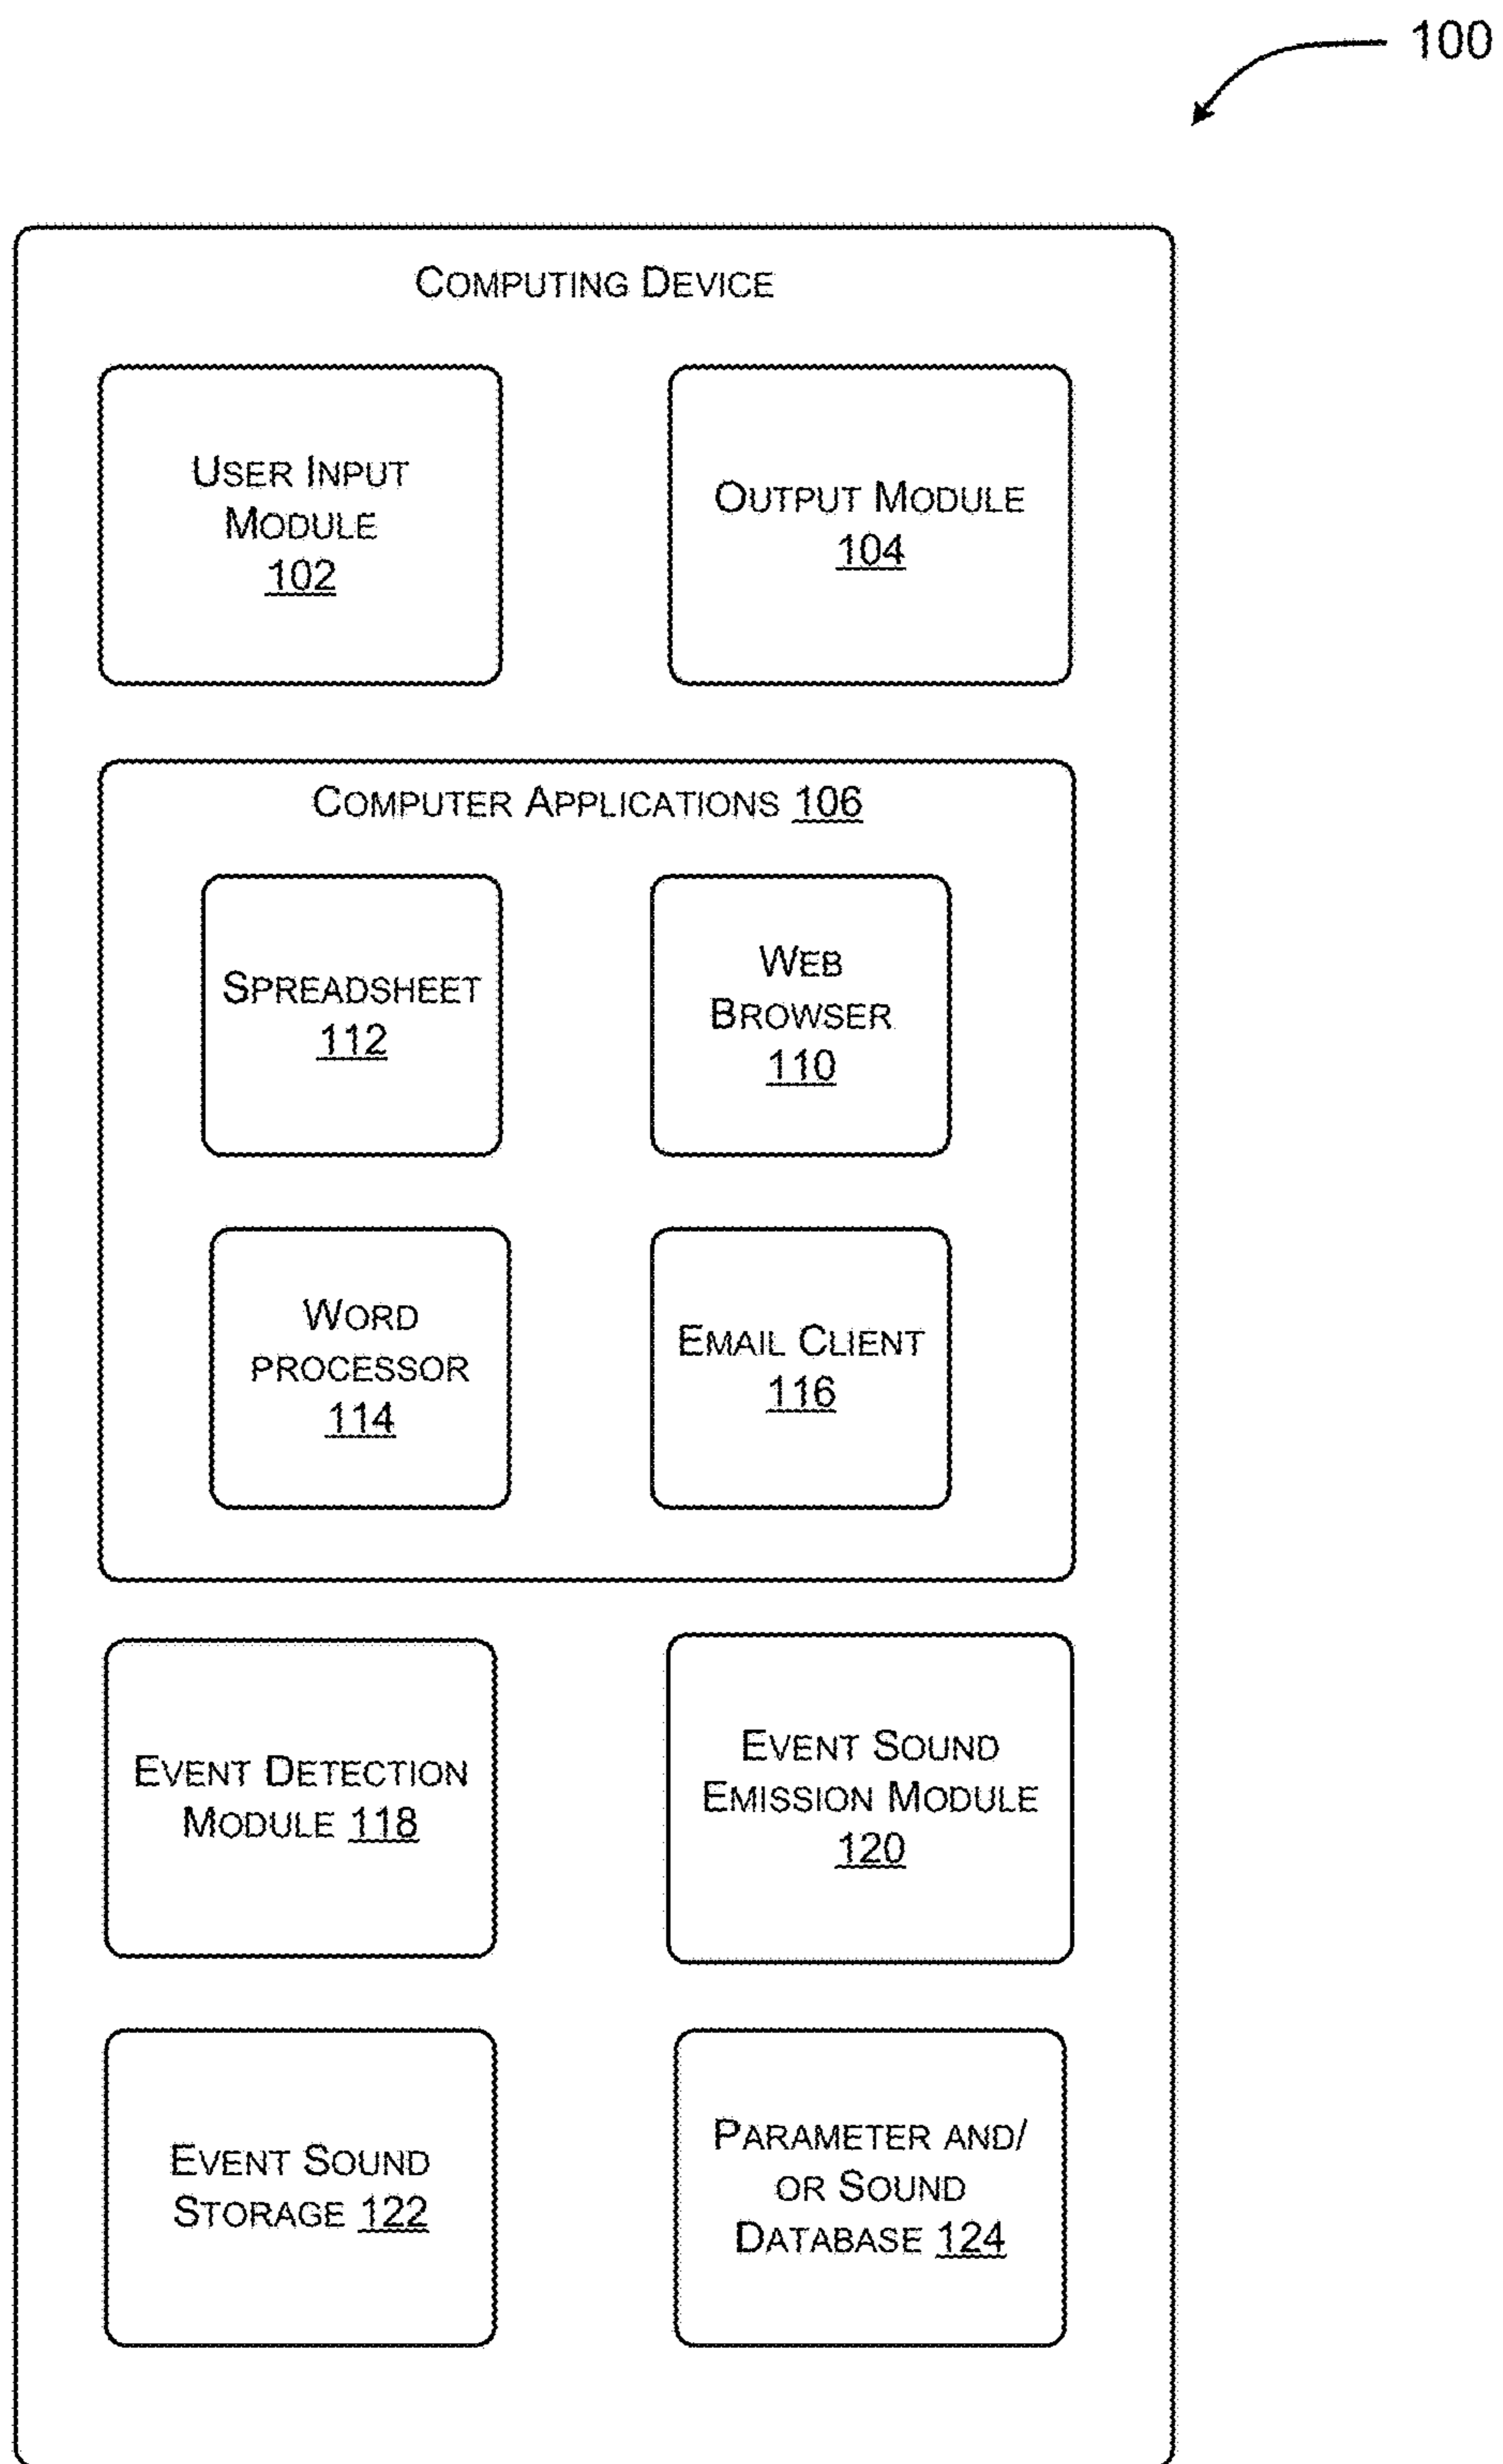 100
COMPUTING DEVICE
USER INPUT
MODULE
102
OUTPUT MODULE
104
COMPUTER APPLICATIONS 106
SPREADSHEET
112
WEB
BROWSER
110
WORD
PROCESSOR
114
EMAIL CLIENT
116
EVENT DETECTION
MODULE 118
EVENT SOUND
EMISSION MODULE
120
EVENT SOUND
STORAGE 122
PARAMETER AND/
OR SOUND
DATABASE 124